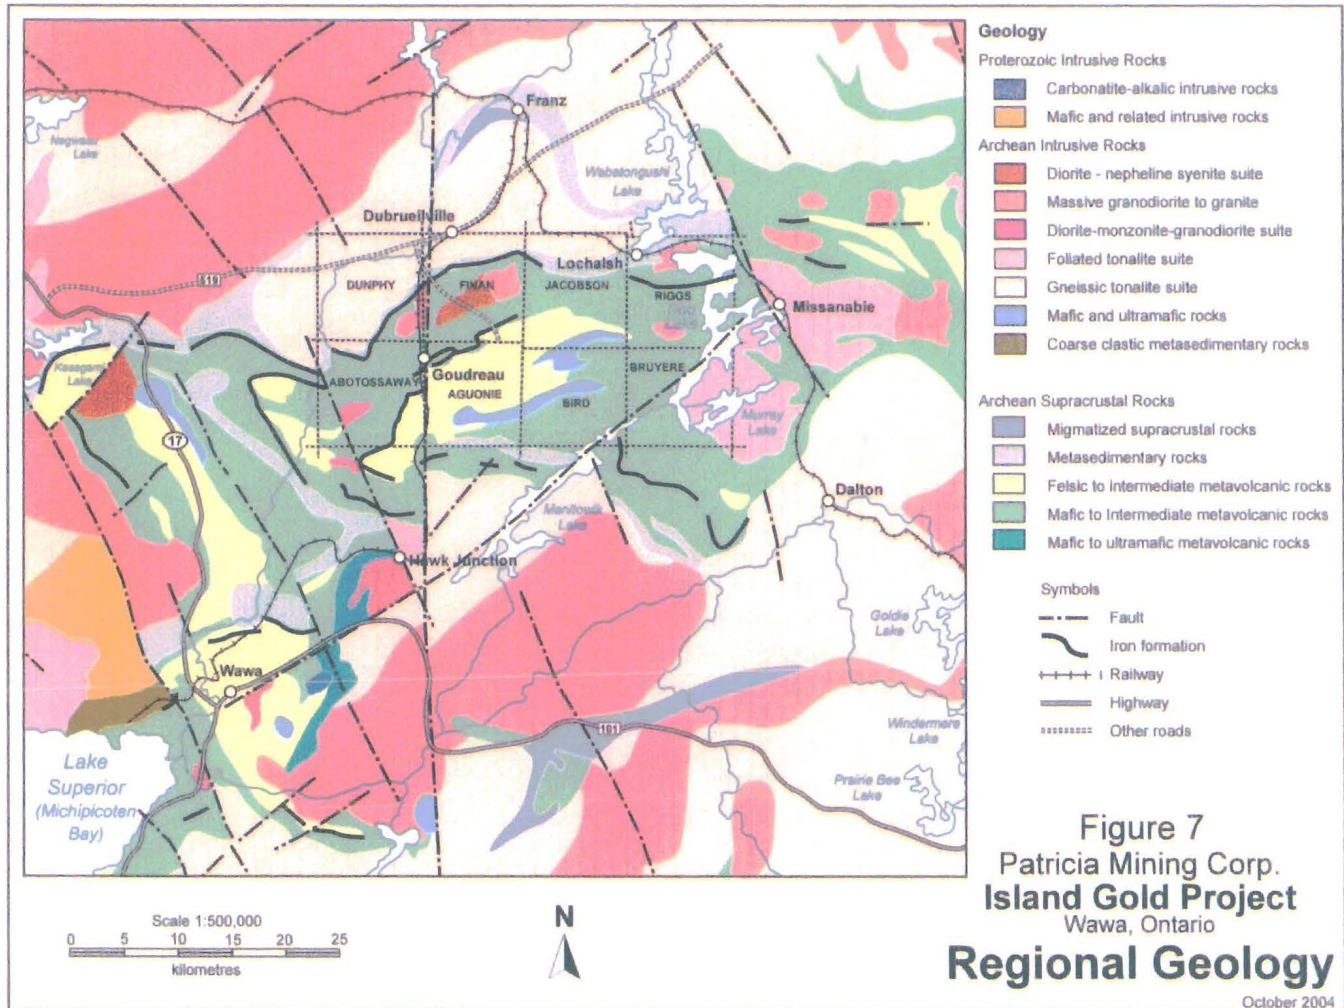 Geology
Proterozoic Intrusive Rocks
Carbonatite-alkalic intrusive rocks
Mafic and related intrusive rocks
Archean Intrusive Rocks
Diorite - nepheline syenite suite
Massive granodiorite to granite
Diorite-monzonite-granodiorite suite
Foliated tonalite suite
Gneissic tonalite suite
Mafic and ultramafic rocks
Coarse clastic metasedimentary rocks
Archean Supracrustal Rocks
Migmatized supracrustal rocks
Metasedimentary rocks
Felsic to Intermediate metavolcanic rocks
Mafic to Intermediate metavolcanic rocks
Mafic to ultramafic metavolcanic rocks
Symbols
Fault
Iron formation
Railway
Highway
Other roads
Franz
Wabatongushi
Lake
Dubrueilville
Lochalsh
519
DUNPHY
FINAN
JACOBSON
RIGGS
Missanabie
Kasagami
Lake
Goudreau
ABOTOSSAWAY
AGUONIE
BIRD
BRUYERE
Murray
Lake
17
Dalton
Manitowik
Lake
Hawk Junction
Goldie
Lake
Wawa
101
Windermere
Lake
Prairie Bee
Lake
Lake
Superior
(Michipicoten
Bay)
Scale 1:500,000
0 5 10 15 20 25
kilometres
N
Figure 7
Patricia Mining Corp.
Island Gold Project
Wawa, Ontario
Regional Geology
October 2004